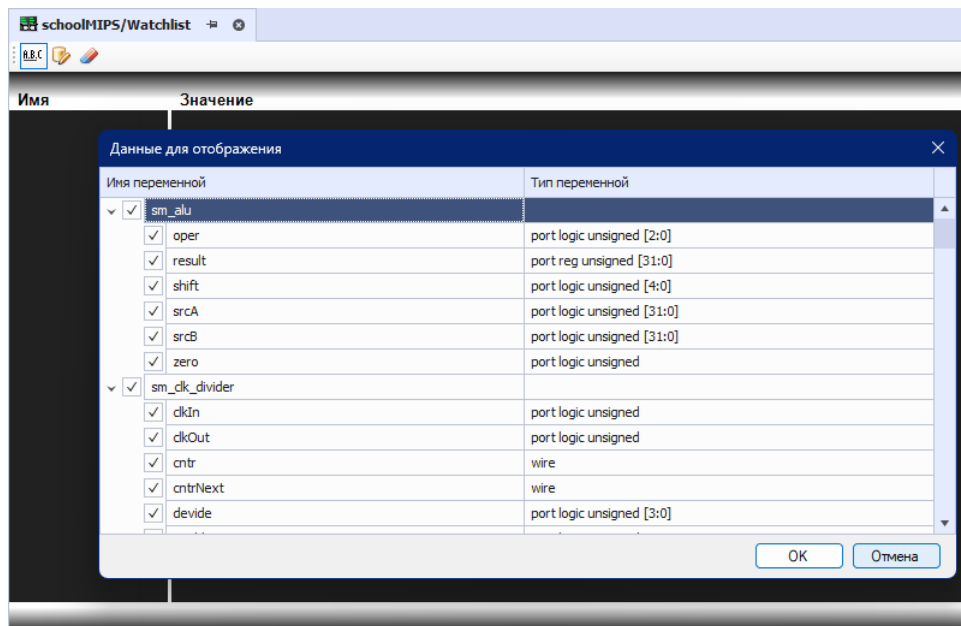 schoolMIPS/Watchlist
A.B.C
Имя Значение
Данные для отображения
Имя переменной Тип переменной
sm_alu
oper port logic unsigned [2:0]
result port reg unsigned [31:0]
shift port logic unsigned [4:0]
srcA port logic unsigned [31:0]
srcB port logic unsigned [31:0]
zero port logic unsigned
sm_clk_divider
clkIn port logic unsigned
clkOut port logic unsigned
cntr wire
cntrNext wire
devide port logic unsigned [3:0]
OK Отмена